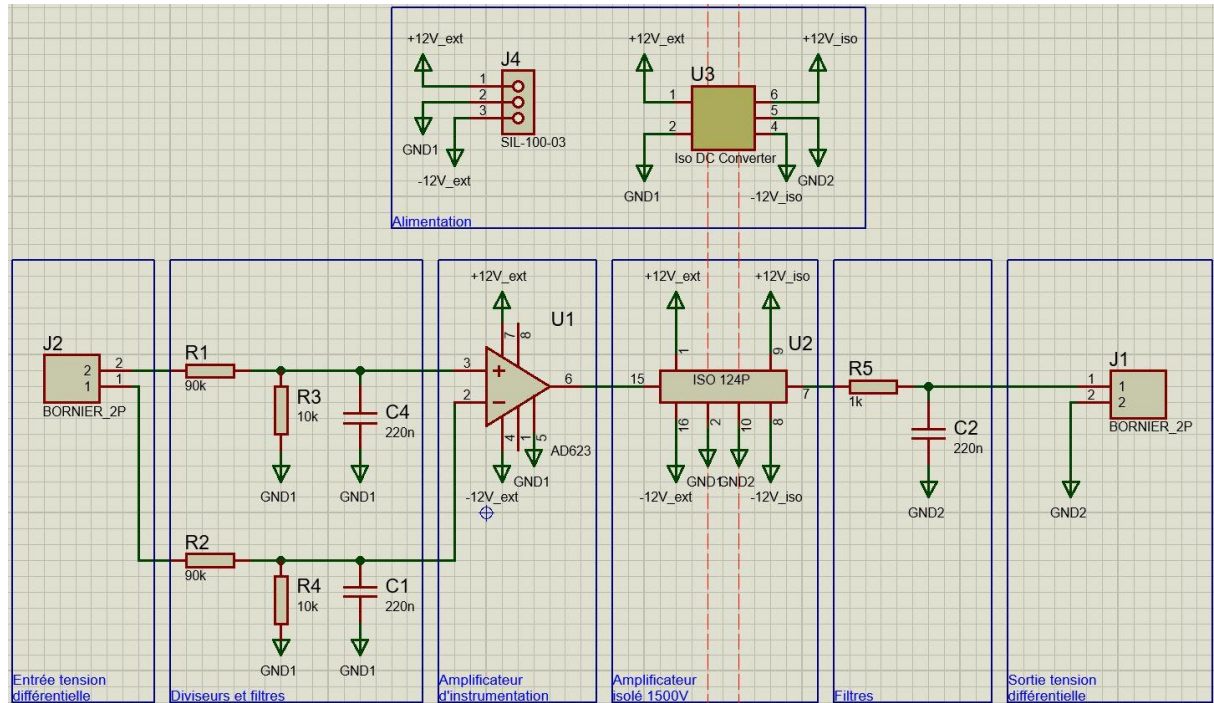 +12V_ext
J4
1
2
3
GND1
SIL-100-03
-12V_ext
+12V_ext
+12V_iso
U3
1
6
5
2
4
Iso DC Converter
GND1
GND2
-12V_iso
Alimentation
J2
2
2
1
1
BORNIER_2P
Entrée tension
différentielle
R1
90k
R3
10k
C4
220n
GND1
GND1
R2
90k
R4
10k
C1
220n
GND1
GND1
Diviseurs et filtres
+12V_ext
U1
7
8
3
2
6
4
1
5
AD623
GND1
-12V_ext
Amplificateur
d'instrumentation
+12V_ext
+12V_iso
U2
1
9
15
ISO 124P
7
16
2
10
8
GND1
GND2
-12V_ext
-12V_iso
Amplificateur
isolé 1500V
R5
1k
C2
220n
GND2
Filtres
J1
1
1
2
2
BORNIER_2P
GND2
Sortie tension
différentielle